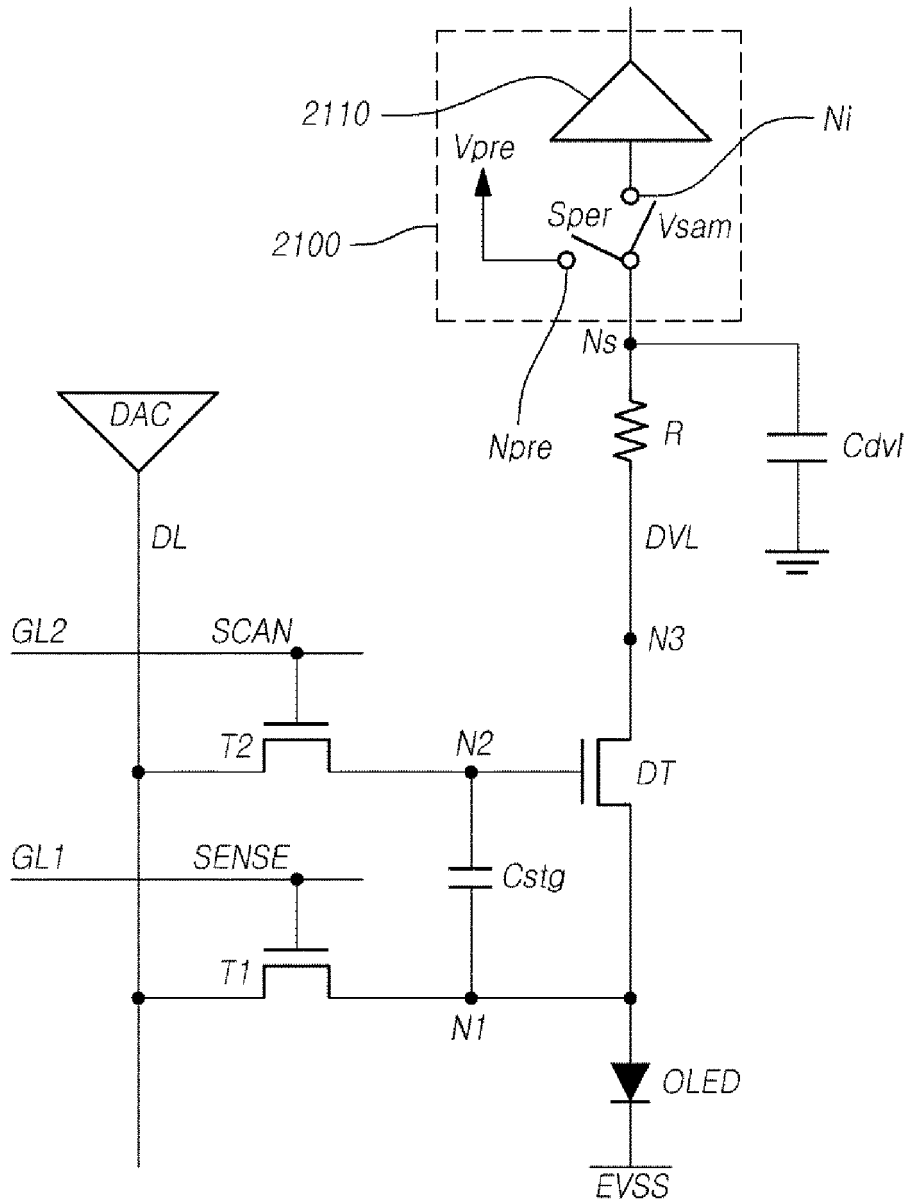 2110
Ni
Vpre
Sper
Vsam
2100
Ns
DAC
Npre
R
Cdvl
DL
DVL
GL2
SCAN
N3
T2
N2
DT
GL1
SENSE
Cstg
T1
N1
OLED
EVSS